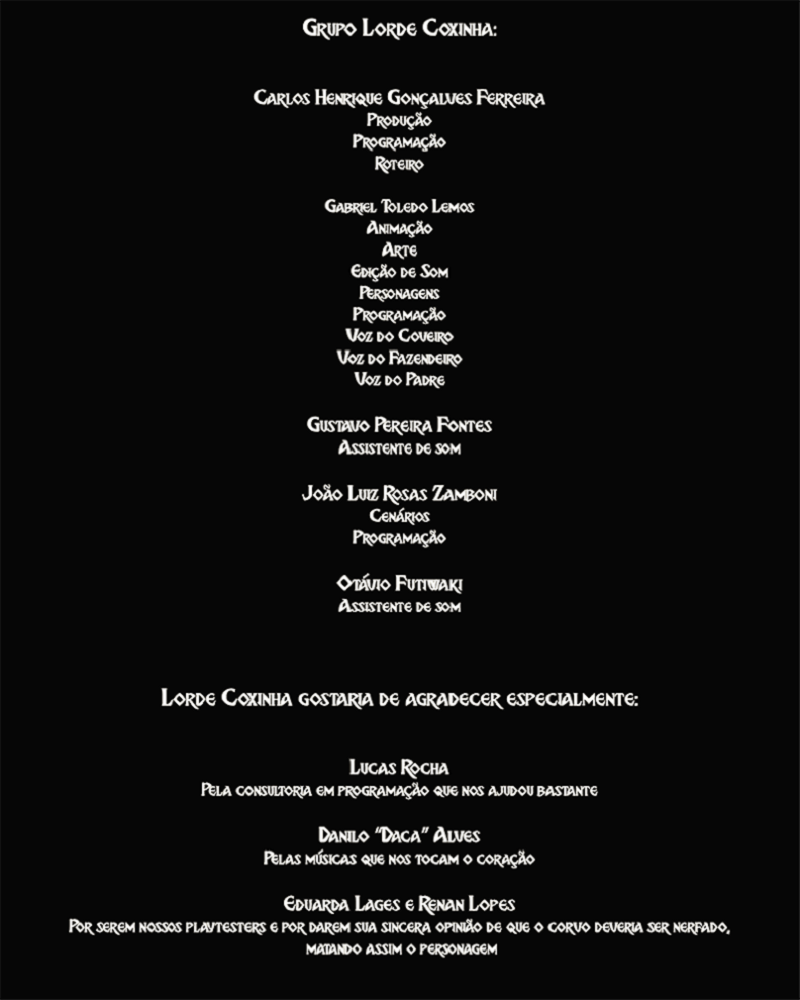 Grupo Lorde Coxinha:
Carlos Henrique Gonçalves Ferreira
Produção
Programação
Roteiro
Gabriel Toledo Lemos
Animação
Arte
Edição de Som
Personagens
Programação
Voz do Coveiro
Voz do Fazendeiro
Voz do Padre
Gustavo Pereira Fontes
Assistente de som
João Luiz Rosas Zamboni
Cenários
Programação
Otávio Futiwaki
Assistente de som
Lorde Coxinha gostaria de agradecer especialmente:
Lucas Rocha
Pela consultoria em programação que nos ajudou bastante
Danilo "Daca" Alves
Pelas músicas que nos tocam o coração
Eduarda Lages e Renan Lopes
Por serem nossos playtesters e por darem sua sincera opinião de que o corvo deveria ser nerfado,
matando assim o personagem